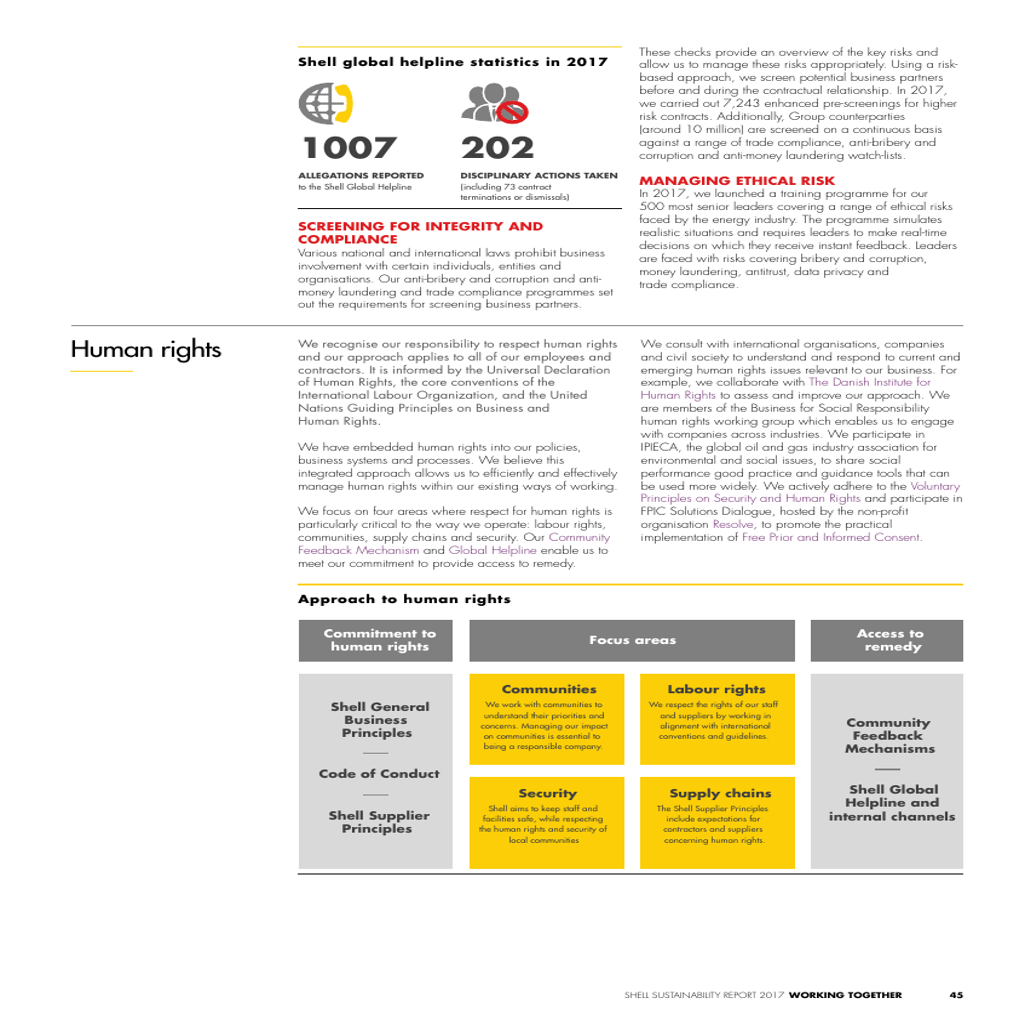 Shell global helpline statistics in 2017
1007
ALLEGATIONS REPORTED
to the Shell Global Helpline
202
DISCIPLINARY ACTIONS TAKEN
(including 73 contract
terminations or dismissals)
SCREENING FOR INTEGRITY AND
COMPLIANCE
Various national and international laws prohibit business
involvement with certain individuals, entities and
organisations. Our anti-bribery and corruption and anti-
money laundering and trade compliance programmes set
out the requirements for screening business partners.
These checks provide an overview of the key risks and
allow us to manage these risks appropriately. Using a risk-
based approach, we screen potential business partners
before and during the contractual relationship. In 2017,
we carried out 7,243 enhanced pre-screenings for higher
risk contracts. Additionally, Group counterparties
(around 10 million) are screened on a continuous basis
against a range of trade compliance, anti-bribery and
corruption and anti-money laundering watch-lists.
MANAGING ETHICAL RISK
In 2017, we launched a training programme for our
500 most senior leaders covering a range of ethical risks
faced by the energy industry. The programme simulates
realistic situations and requires leaders to make real-time
decisions on which they receive instant feedback. Leaders
are faced with risks covering bribery and corruption,
money laundering, antitrust, data privacy and
trade compliance.
Human rights
We recognise our responsibility to respect human rights
and our approach applies to all of our employees and
contractors. It is informed by the Universal Declaration
of Human Rights, the core conventions of the
International Labour Organization, and the United
Nations Guiding Principles on Business and
Human Rights.
We have embedded human rights into our policies,
business systems and processes. We believe this
integrated approach allows us to efficiently and effectively
manage human rights within our existing ways of working.
We focus on four areas where respect for human rights is
particularly critical to the way we operate: labour rights,
communities, supply chains and security. Our Community
Feedback Mechanism and Global Helpline enable us to
meet our commitment to provide access to remedy.
We consult with international organisations, companies
and civil society to understand and respond to current and
emerging human rights issues relevant to our business. For
example, we collaborate with The Danish Institute for
Human Rights to assess and improve our approach. We
are members of the Business for Social Responsibility
human rights working group which enables us to engage
with companies across industries. We participate in
IPIECA, the global oil and gas industry association for
environmental and social issues, to share social
performance good practice and guidance tools that can
be used more widely. We actively adhere to the Voluntary
Principles on Security and Human Rights and participate in
FPIC Solutions Dialogue, hosted by the non-profit
organisation Resolve, to promote the practical
implementation of Free Prior and Informed Consent.
Approach to human rights
Commitment to
human rights
Shell General
Business
Principles
Code of Conduct
Shell Supplier
Principles
Focus areas
Communities
We work with communities to
understand their priorities and
concerns. Managing our impact
on communities is essential to
being a responsible company.
Labour rights
We respect the rights of our staff
and suppliers by working in
alignment with international
conventions and guidelines.
Security
Shell aims to keep staff and
facilities safe, while respecting
the human rights and security of
local communities
Supply chains
The Shell Supplier Principles
include expectations for
contractors and suppliers
concerning human rights.
Access to
remedy
Community
Feedback
Mechanisms
Shell Global
Helpline and
internal channels
SHELL SUSTAINABILITY REPORT 2017 WORKING TOGETHER 45